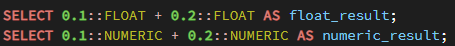 SELECT 0.1::FLOAT + 0.2::FLOAT AS float_result;
SELECT 0.1::NUMERIC + 0.2::NUMERIC AS numeric_result;